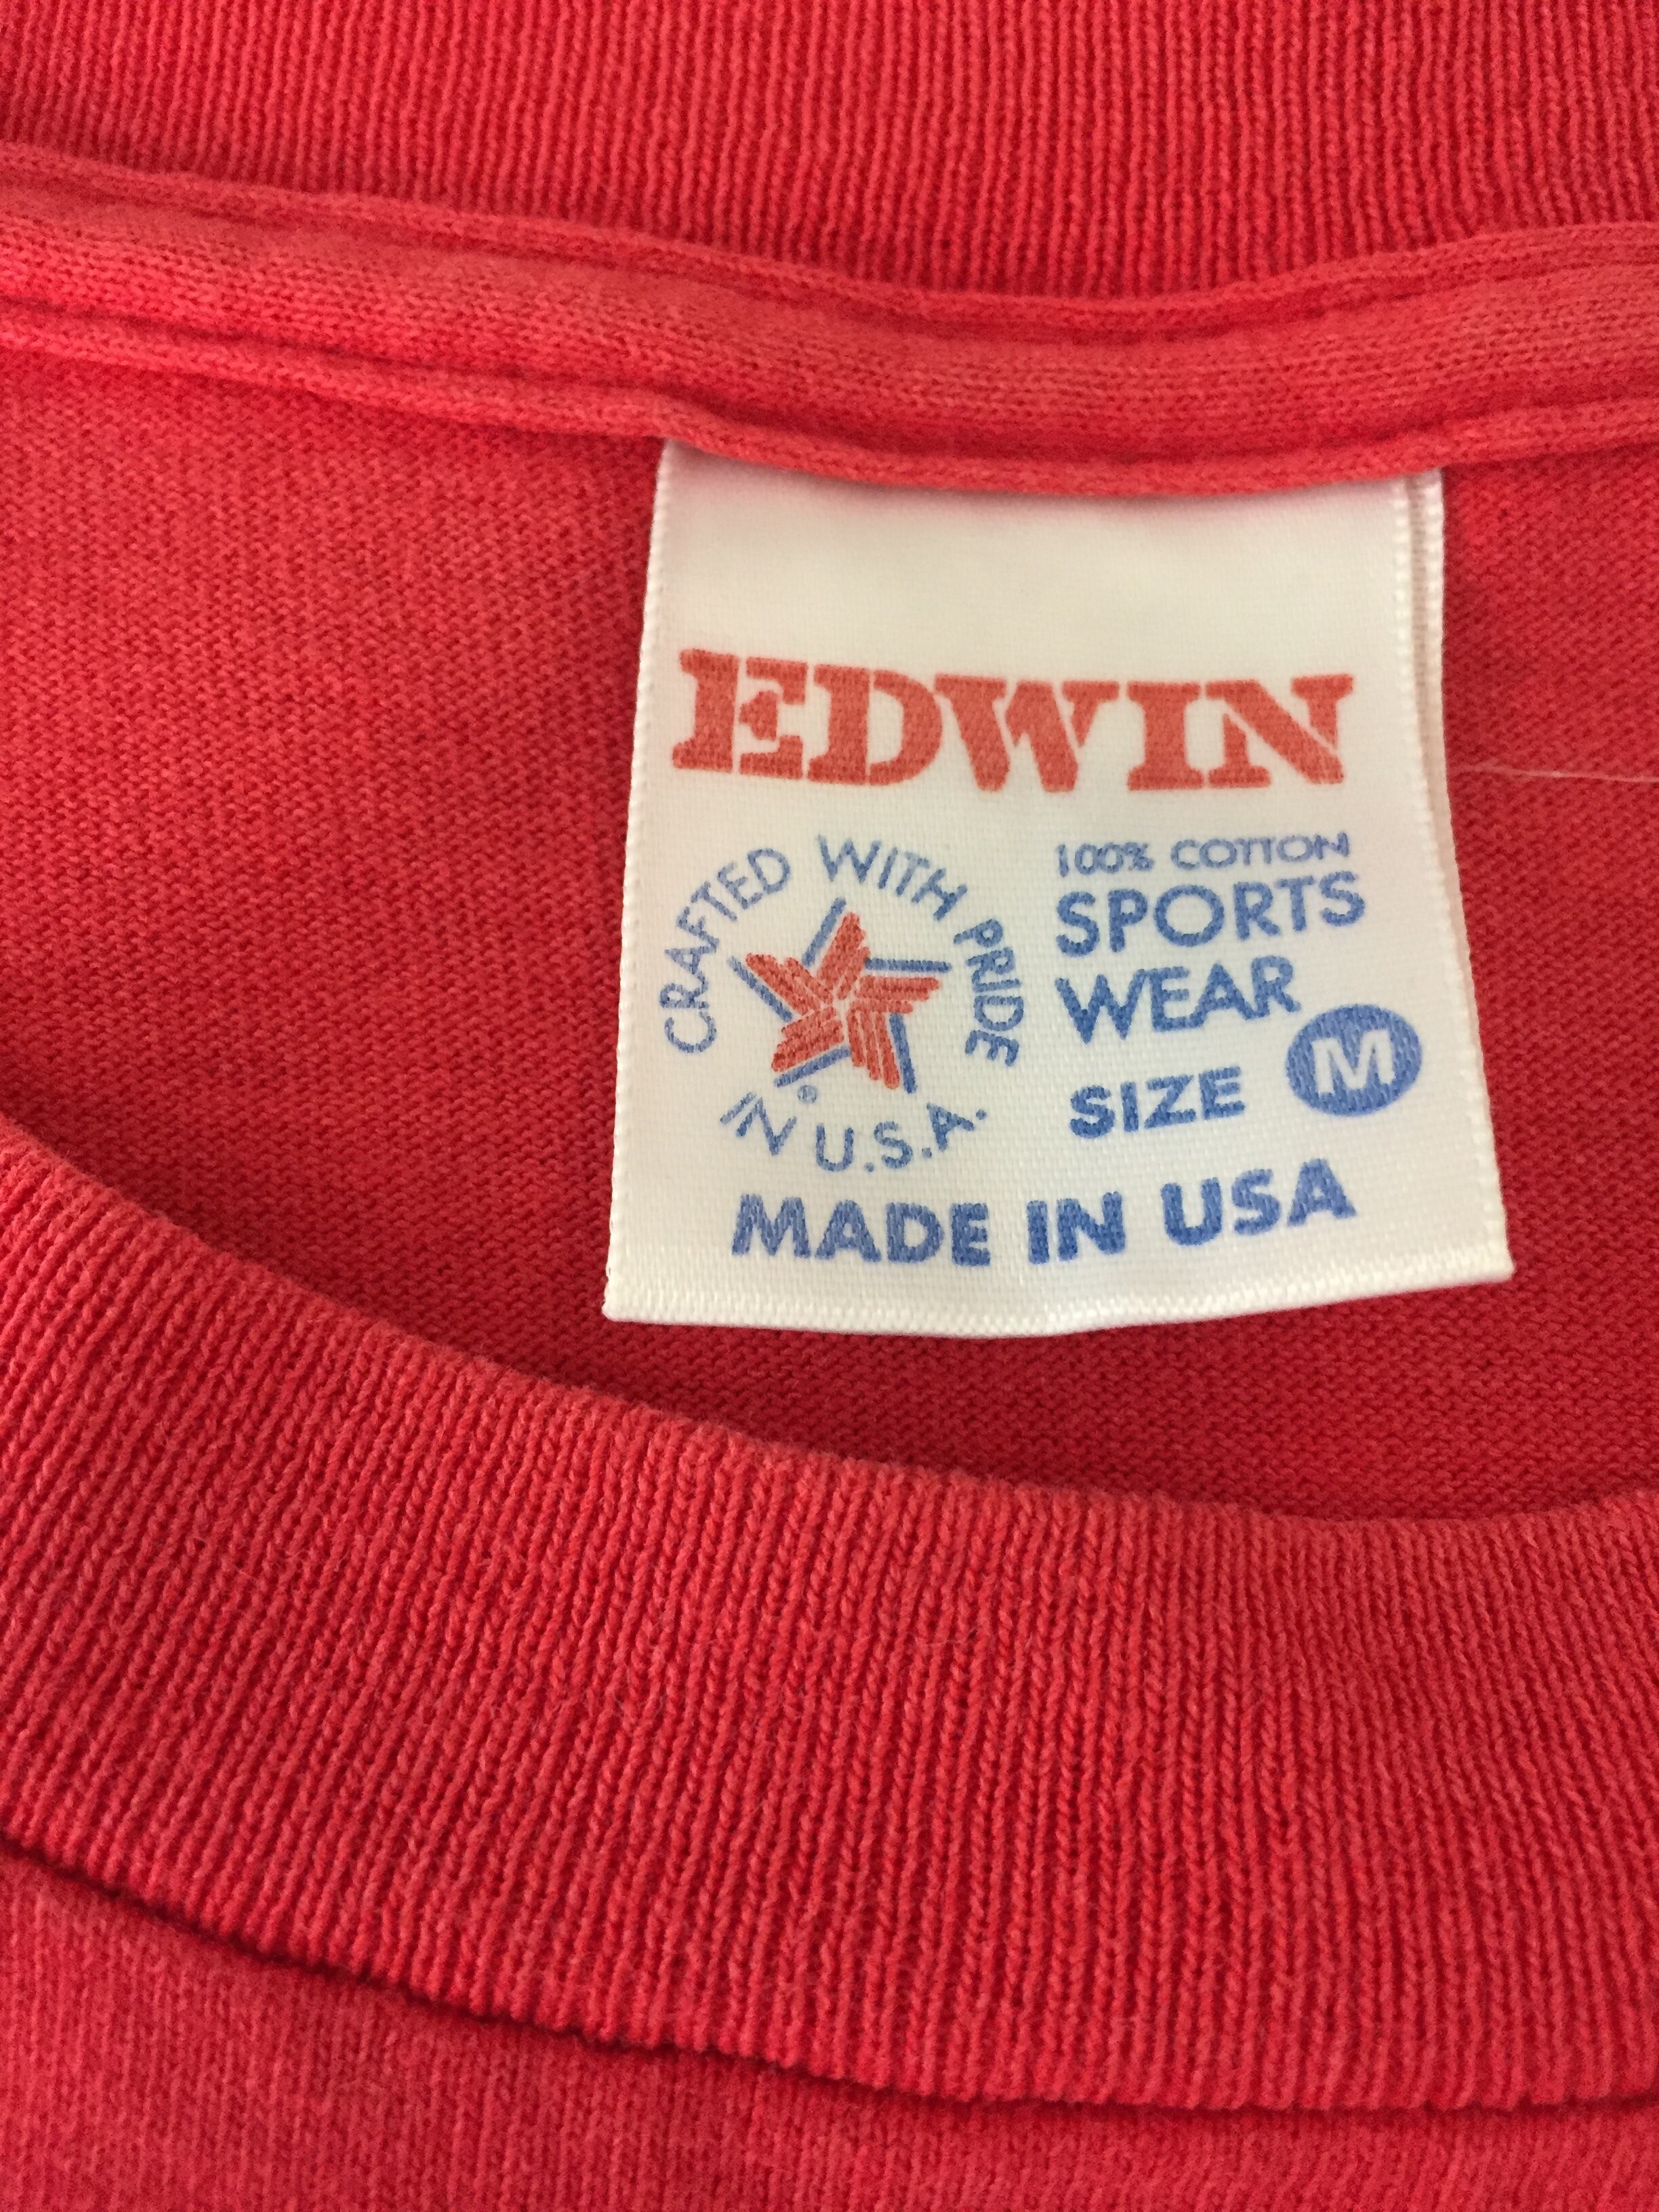 EDWIN
CRAFTED WITH PRIDE
IN U.S.A.
100% COTTON
SPORTS
WEAR
SIZE M
MADE IN USA